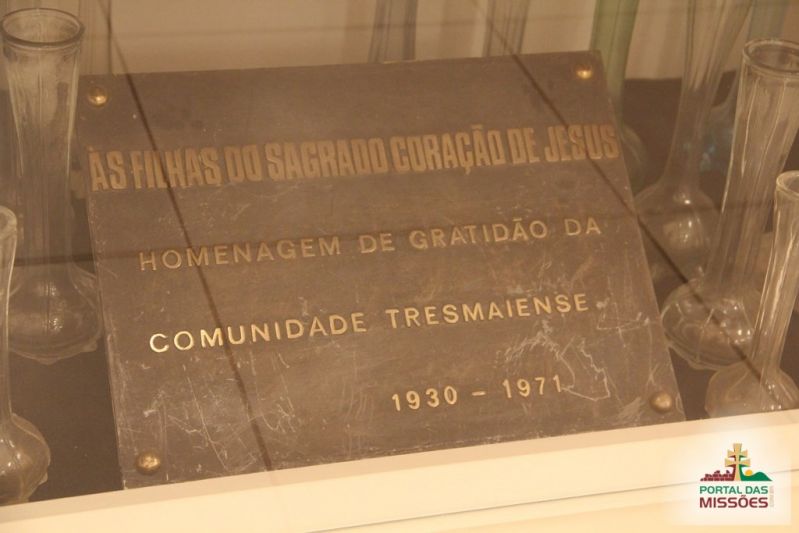 ÀS FILHAS DO SAGRADO CORAÇÃO DE JESUS
HOMENAGEM DE GRATIDÃO DA
COMUNIDADE TRESMAIENSE
1930 - 1971
PORTAL DAS
MISSÕES